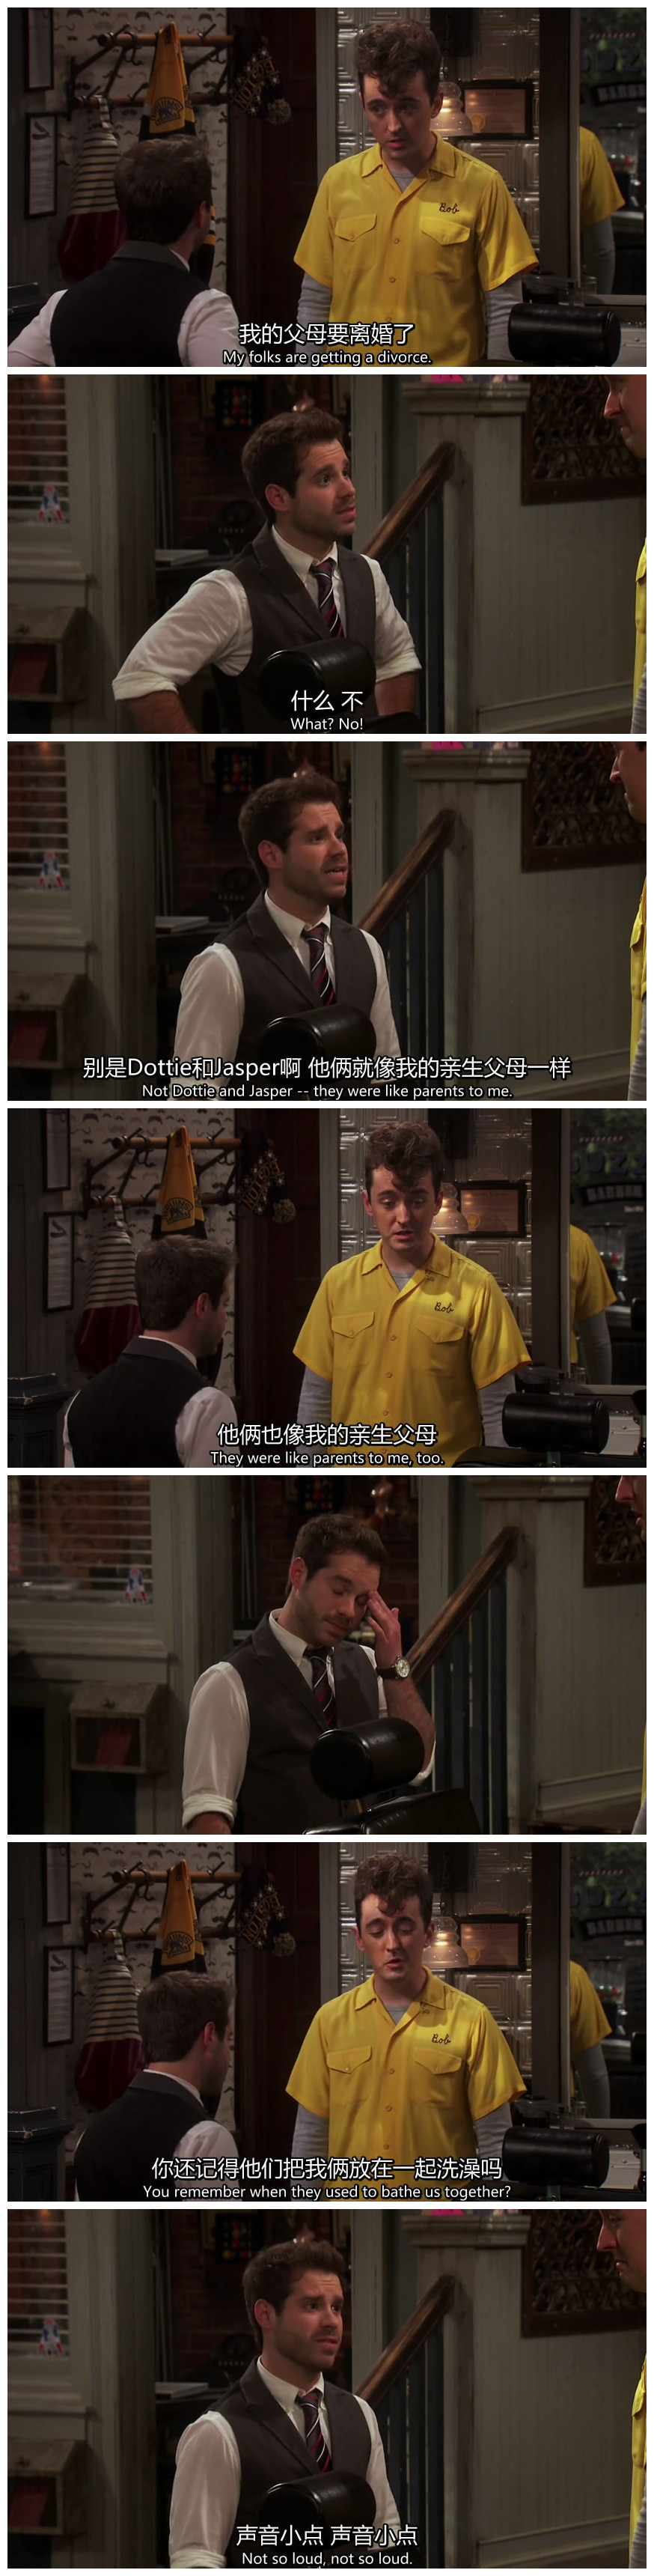 Bob
我的父母要离婚了
My folks are getting a divorce.
什么 不
What? No!
别是Dottie和Jasper啊 他俩就像我的亲生父母一样
Not Dottie and Jasper -- they were like parents to me.
Bob
他俩也像我的亲生父母
They were like parents to me, too.
Bob
你还记得他们把我俩放在一起洗澡吗
You remember when they used to bathe us together?
声音小点 声音小点
Not so loud, not so loud.